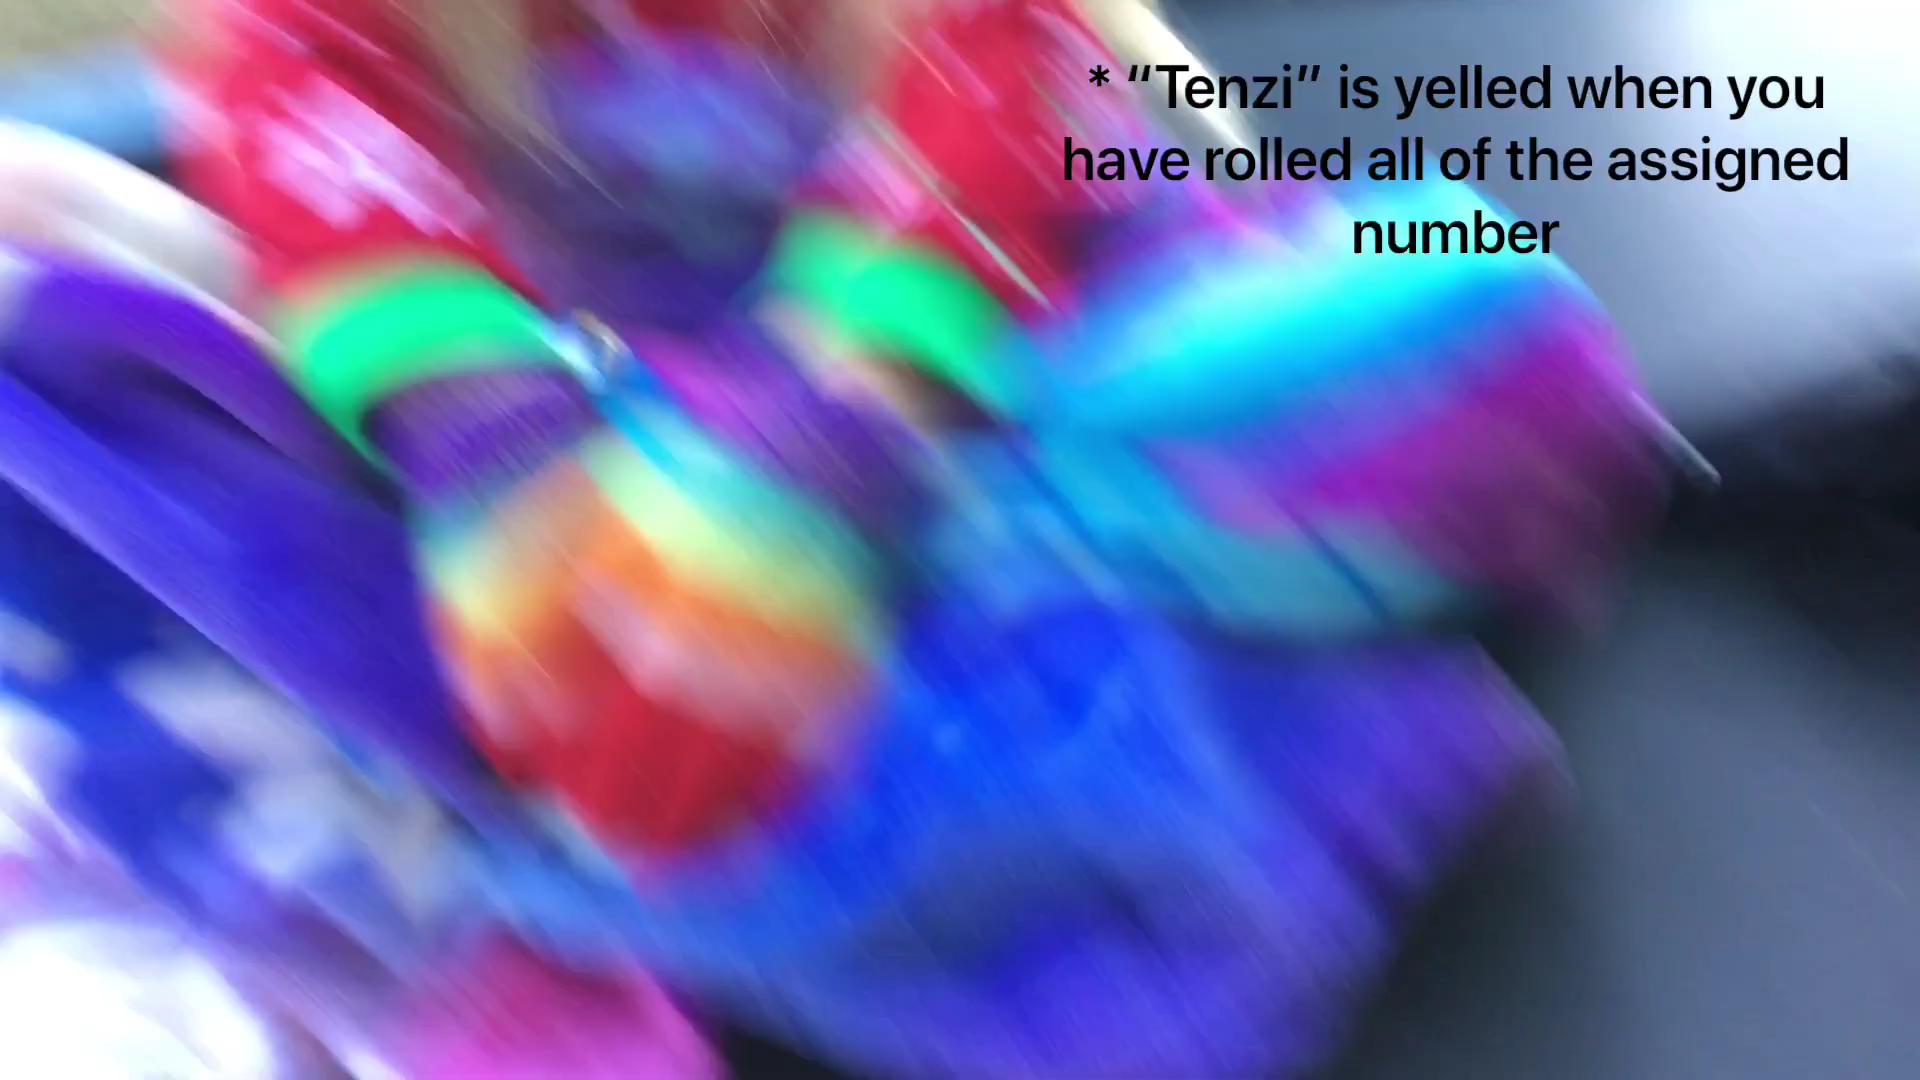 * “Tenzi” is yelled when you
have rolled all of the assigned
number